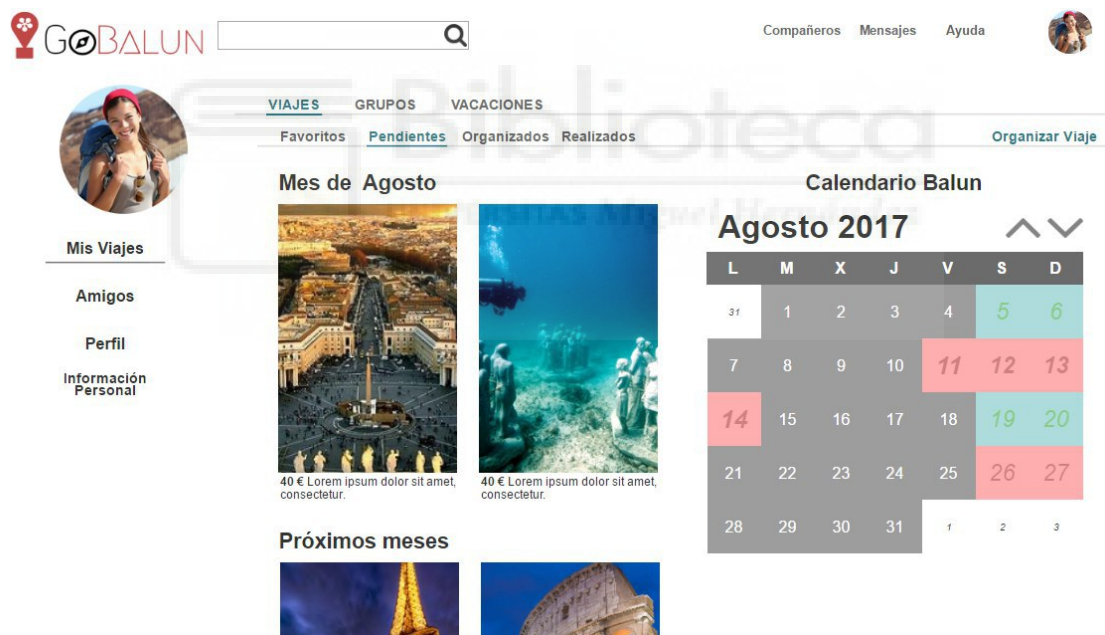 GOBALUN
Compañeros Mensajes Ayuda
VIAJES GRUPOS VACACIONES
Favoritos Pendientes Organizados Realizados Organizar Viaje
Biblioteca
UNIVERSITAS Miguel Hernández
Mis Viajes
Amigos
Perfil
Información
Personal
Mes de Agosto
40 € Lorem ipsum dolor sit amet,
consectetur.
40 € Lorem ipsum dolor sit amet,
consectetur.
Próximos meses
Calendario Balun
Agosto 2017
L M X J V S D
31 1 2 3 4 5 6
7 8 9 10 11 12 13
14 15 16 17 18 19 20
21 22 23 24 25 26 27
28 29 30 31 1 2 3